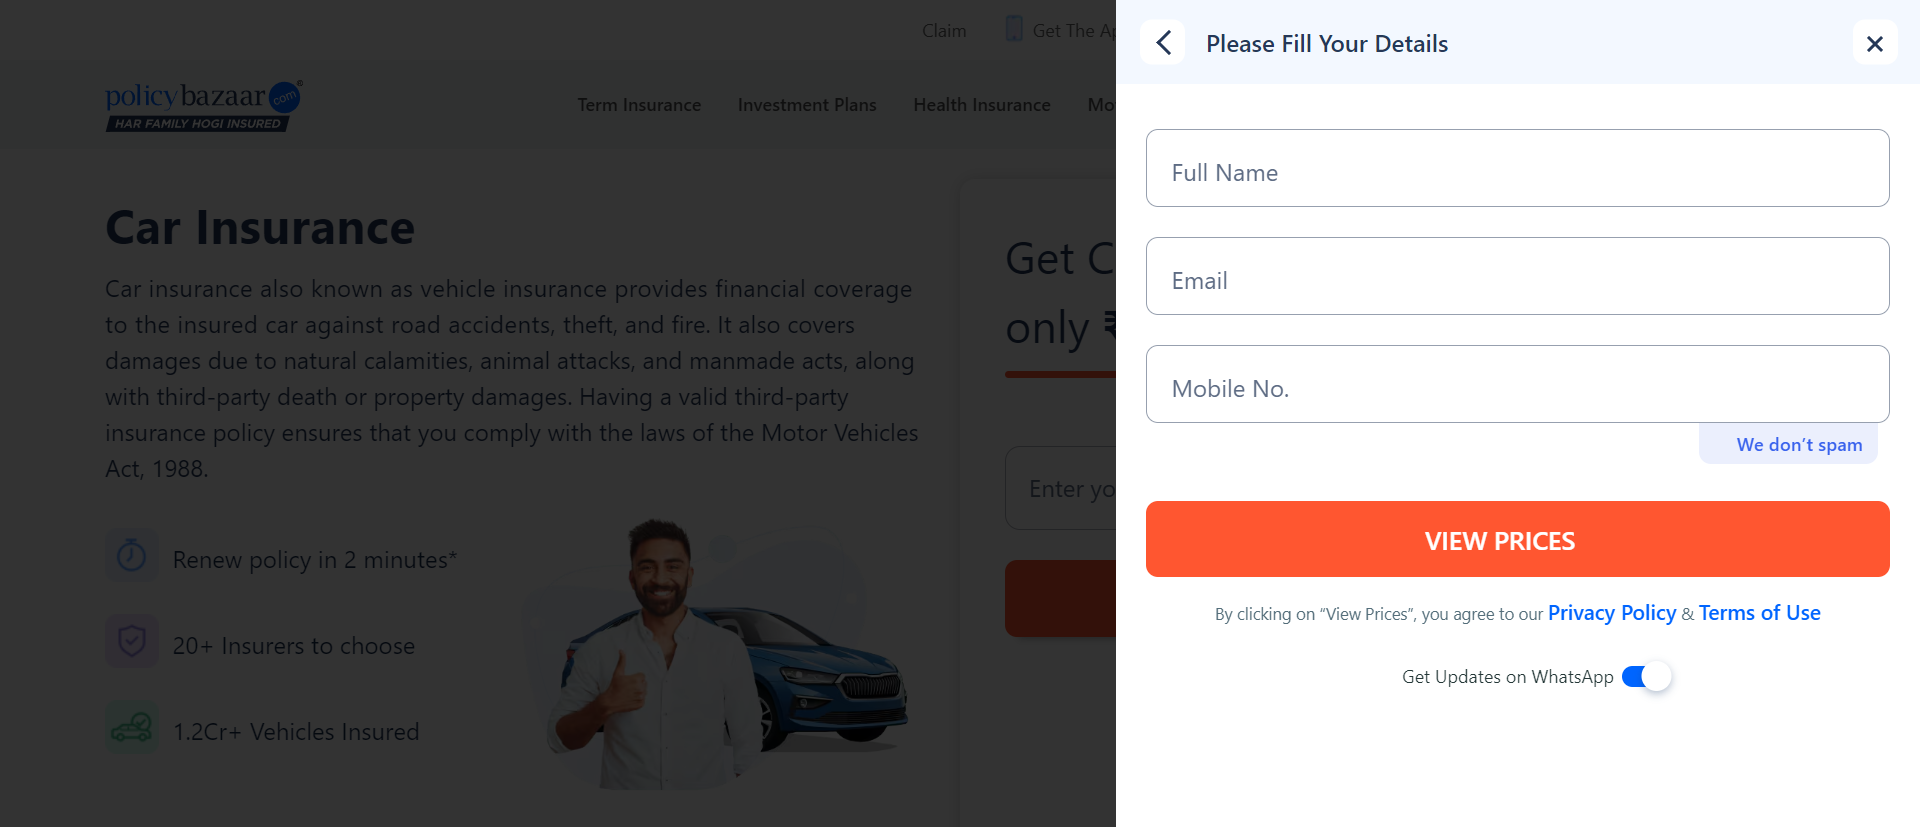 Claim
Get The
policybazaar.com
HAR FAMILY HOGI INSURED
Term Insurance
Investment Plans
Health Insurance
Car Insurance
Car insurance also known as vehicle insurance provides financial coverage
to the insured car against road accidents, theft, and fire. It also covers
damages due to natural calamities, animal attacks, and manmade acts, along
with third-party death or property damages. Having a valid third-party
insurance policy ensures that you comply with the laws of the Motor Vehicles
Act, 1988.
Renew policy in 2 minutes*
20+ Insurers to choose
1.2Cr+ Vehicles Insured
Get
only
Enter
Please Fill Your Details
Full Name
Email
Mobile No.
We don’t spam
VIEW PRICES
By clicking on “View Prices”, you agree to our Privacy Policy & Terms of Use
Get Updates on WhatsApp